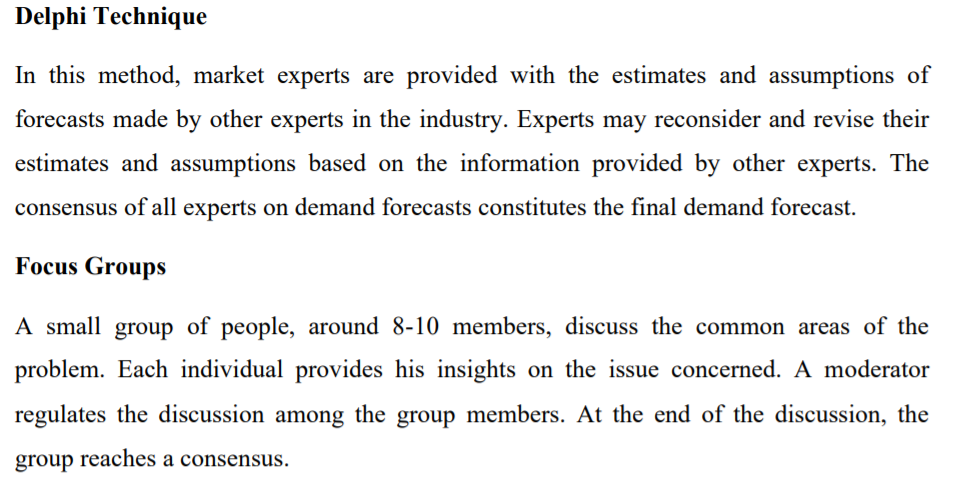 Delphi Technique
In this method, market experts are provided with the estimates and assumptions of
forecasts made by other experts in the industry. Experts may reconsider and revise their
estimates and assumptions based on the information provided by other experts. The
consensus of all experts on demand forecasts constitutes the final demand forecast.
Focus Groups
A small group of people, around 8-10 members, discuss the common areas of the
problem. Each individual provides his insights on the issue concerned. A moderator
regulates the discussion among the group members. At the end of the discussion, the
group reaches a consensus.